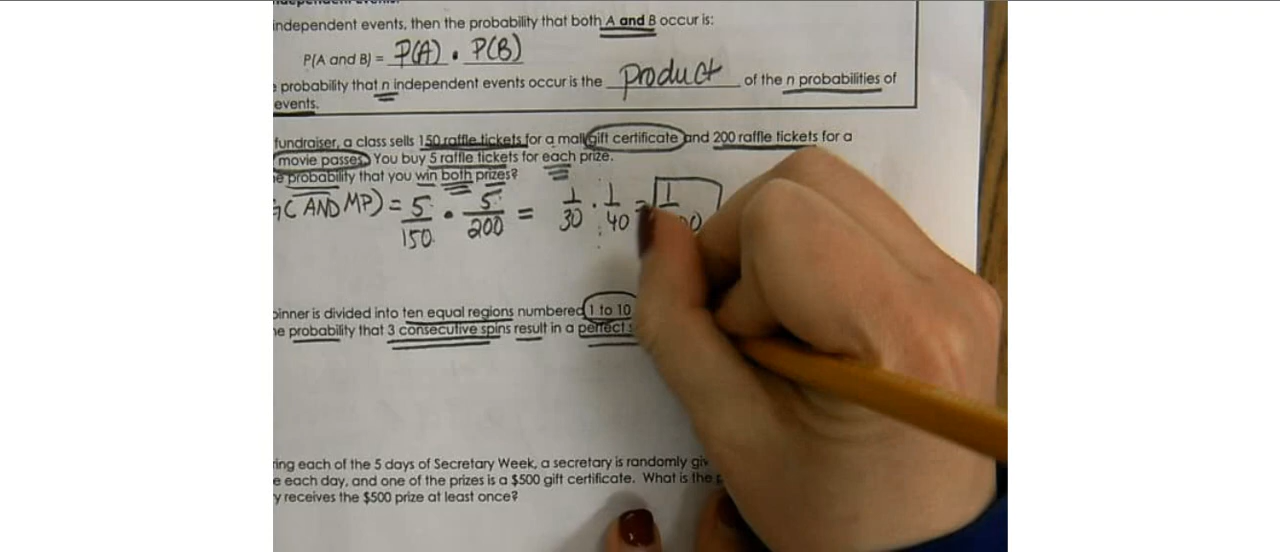 independent events, then the probability that both A and B occur is:
P(A and B) = P(A) • P(B)
probability that n independent events occur is the product of the n probabilities of
events.
fundraiser, a class sells 150 raffle tickets for a mall gift certificate and 200 raffle tickets for a
movie passes. You buy 5 raffle tickets for each prize.
probability that you win both prizes?
AND MP) = 5/150 • 5/200 = 1/30 · 1/40 = 1
is divided into ten equal regions numbered 1 to 10
probability that 3 consecutive spins result in a perfect
each of the 5 days of Secretary Week, a secretary is randomly
each day, and one of the prizes is a $500 gift certificate. What is the
receives the $500 prize at least once?